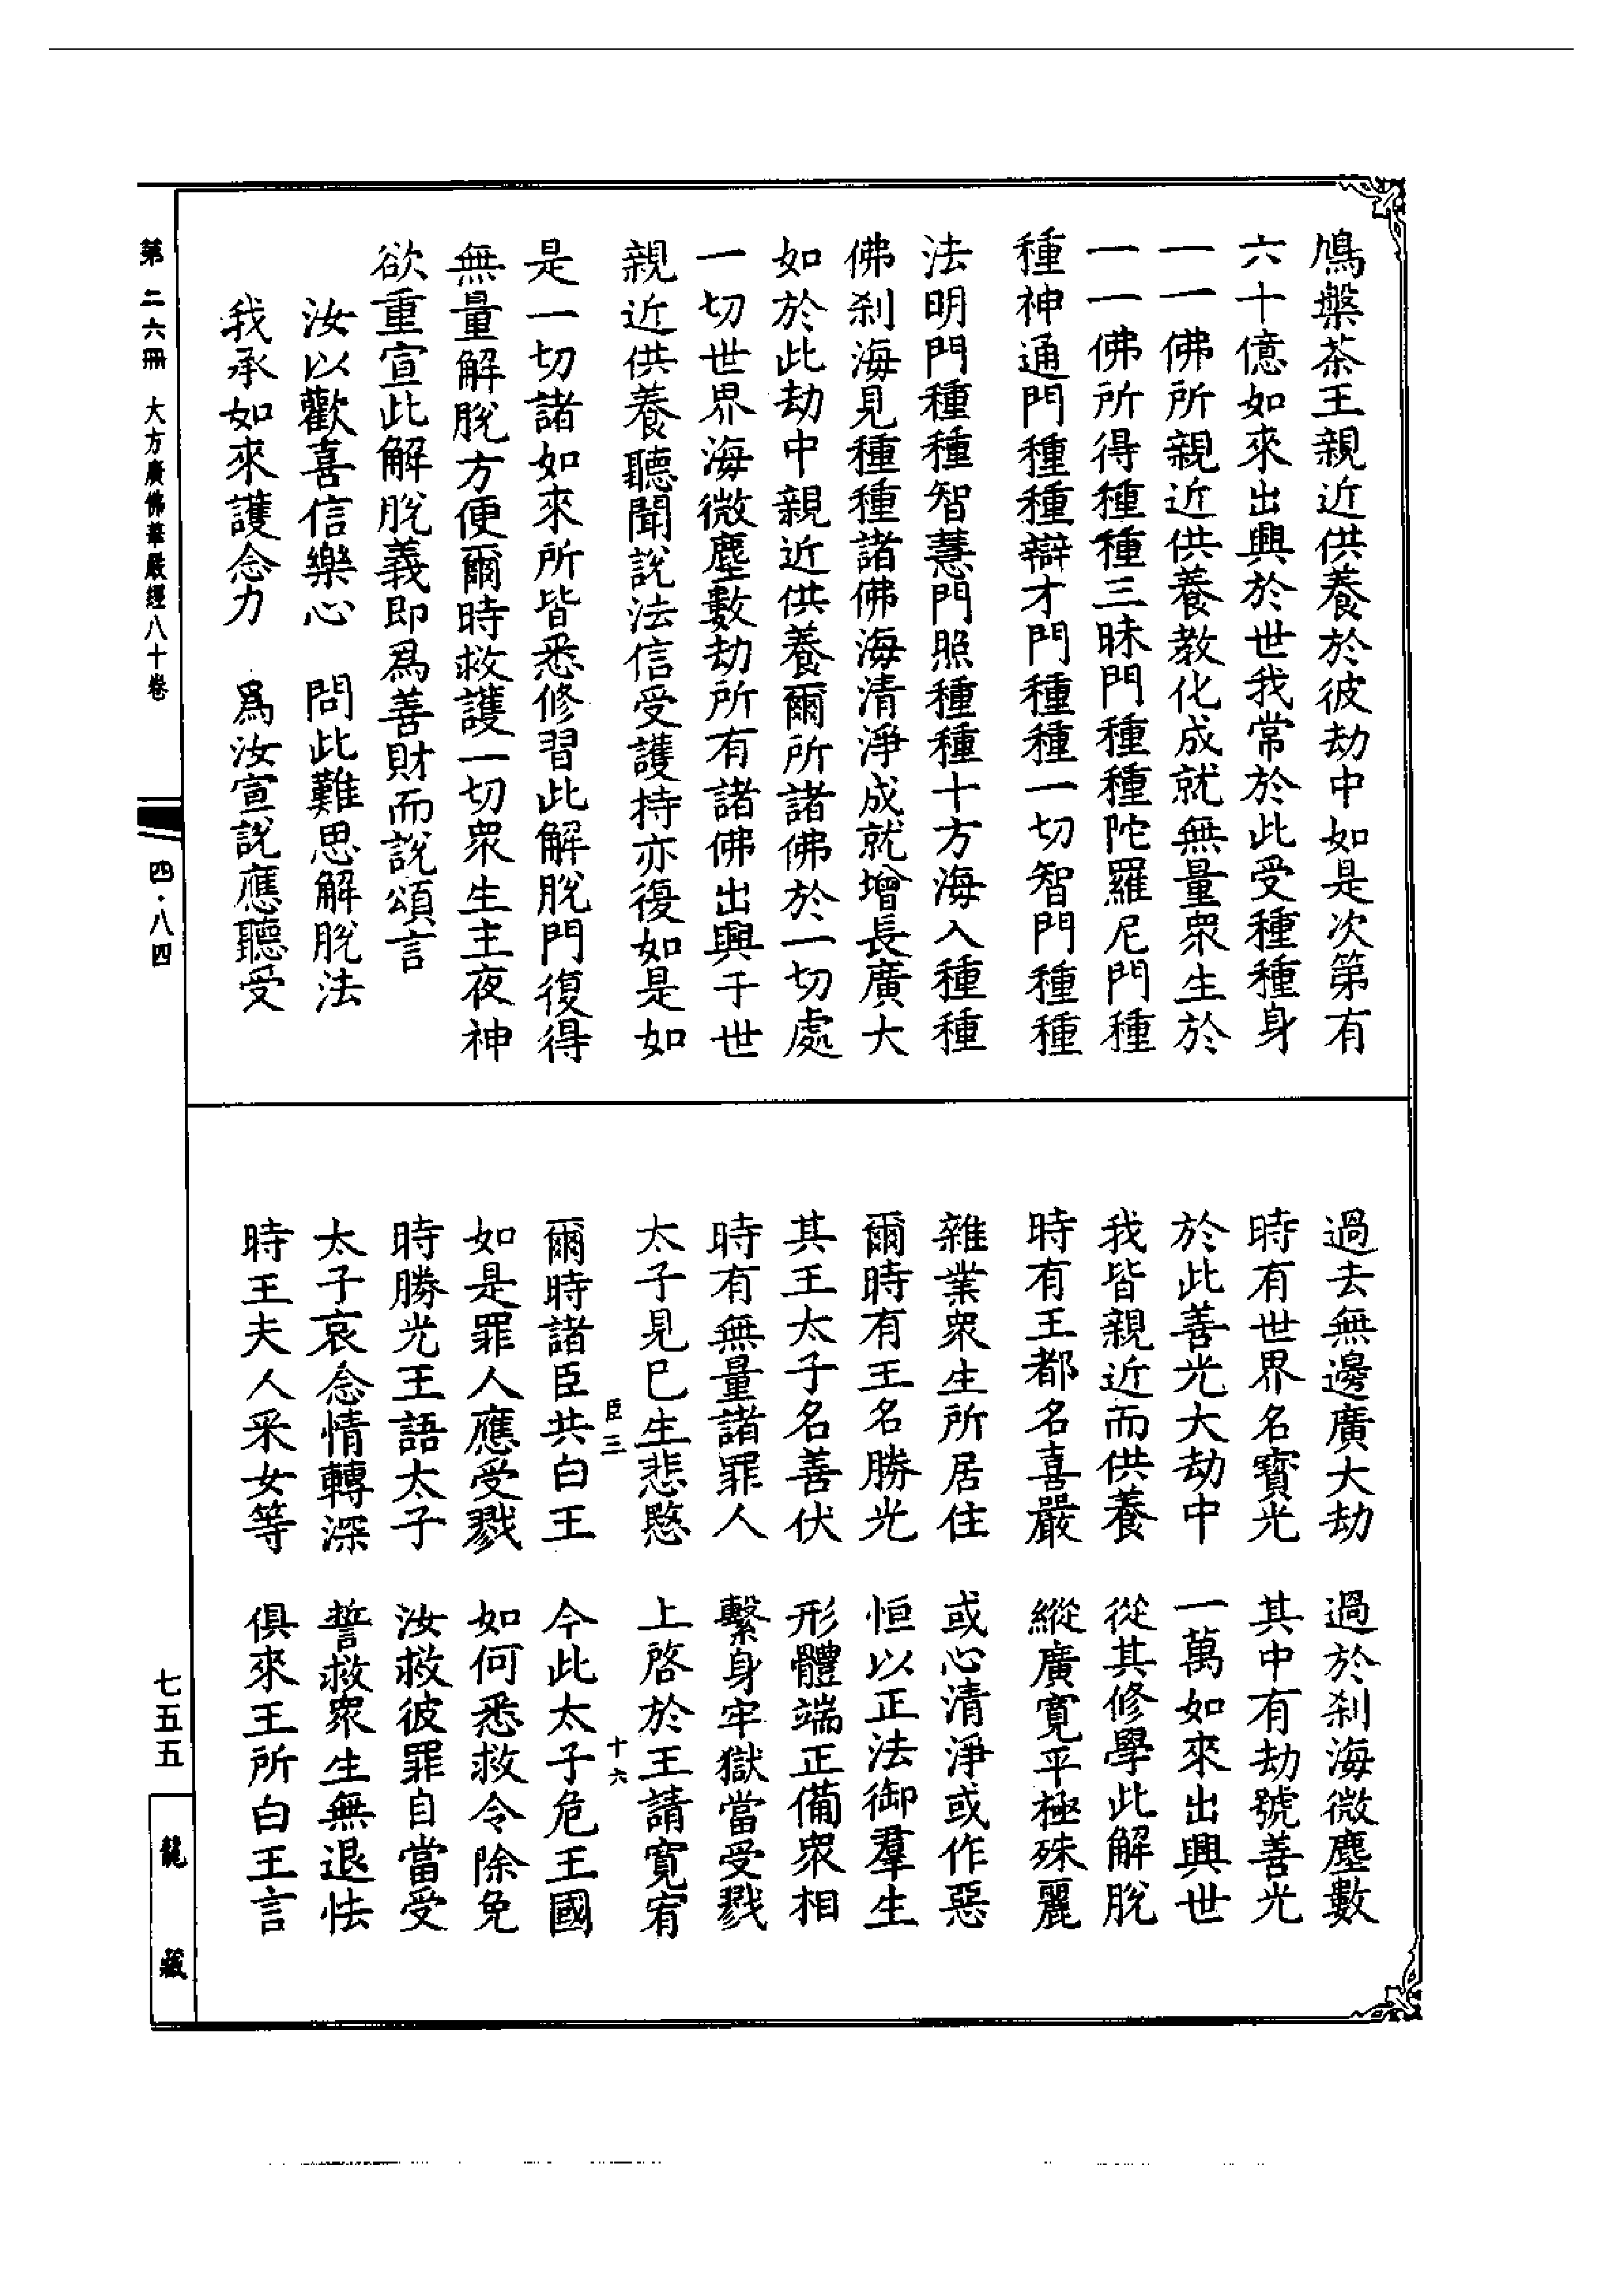 鳩槃茶王親近供養於彼劫中如是次第有
六十億如來出興於世我常於此受種種身
一一佛所親近供養教化成就無量眾生於
一一佛所得種種三昧門種種陀羅尼門種
種神通門種種辯才門種種一切智門種種
法明門種種智慧門照種種十方海入種種
佛刹海見種種諸佛海清淨成就增長廣大
如於此劫中親近供養爾所諸佛於一切處
一切世界海微塵數劫所有諸佛出興于世
親近供養聽聞說法信受護持亦復如是如
是一切諸如來所皆悉修習此解脫門復得
無量解脫方便爾時救護一切眾生主夜神
欲重宣此解脫義即為善財而說頌言
汝以歡喜信樂心　問此難思解脫法
我承如來護念力　為汝宣說應聽受
過去無邊廣大劫　過於刹海微塵數
時有世界名寶光　其中有劫號善光
於此善光大劫中　一萬如來出興世
我皆親近而供養　從其修學此解脫
時有王都名喜嚴　縱廣寬平極殊麗
雜業眾生所居住　或心清淨或作惡
爾時有王名勝光　恒以正法御羣生
其王太子名善伏　形體端正備眾相
時有無量諸罪人　繫身牢獄當受戮
太子見已生悲愍　上啓於王請寬宥
臣三　十六
爾時諸臣共白王　今此太子危王國
如是罪人應受戮　如何悉救令除免
時勝光王語太子　汝救彼罪自當受
太子哀念情轉深　誓救眾生無退怯
時王夫人采女等　俱來王所白王言
第二六冊　大方廣佛華嚴經八十卷
四·八四
七五五
龍藏